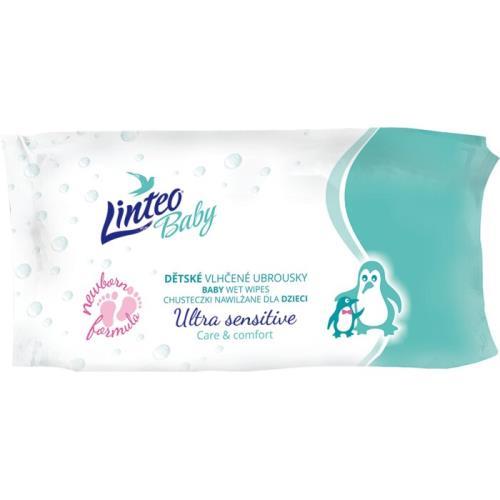 Linteo
Baby
DĚTSKÉ VLHČENÉ UBROUSKY
BABY WET WIPES
CHUSTECZKI NAWILŻANE DLA DZIECI
Ultra sensitive
Care & comfort
newborn
formula